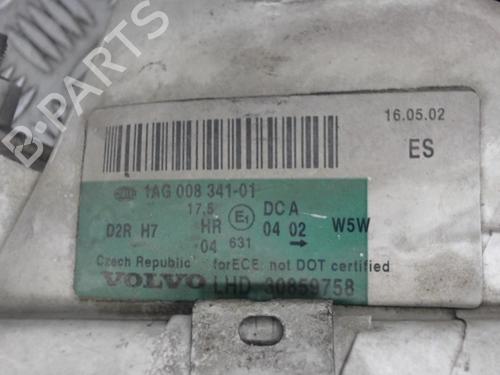 B-PARTS
16.05.02
ES
1AG 008 341-01
17,5 E1 DC A
D2R H7 HR 04 02 W5W
04 631 →
Czech Republic forECE, not DOT certified
VOLVO LHD 30859758